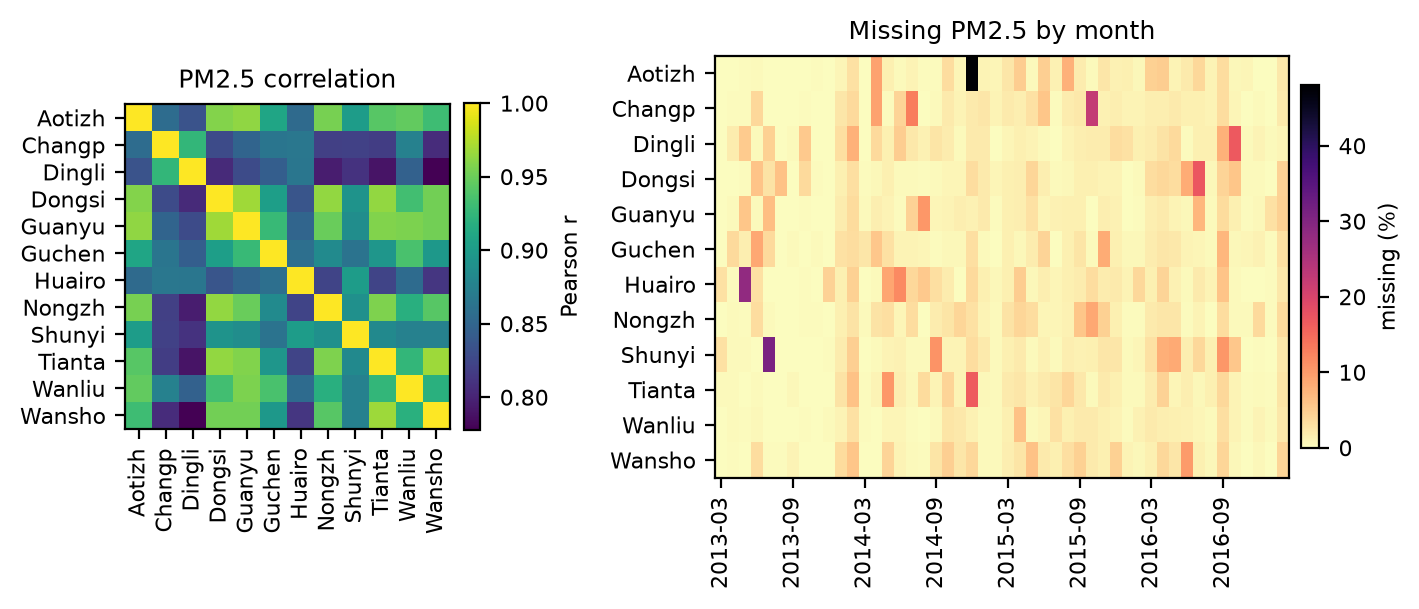 PM2.5 correlation
Aotizh
Changp
Dingli
Dongsi
Guanyu
Guchen
Huairo
Nongzh
Shunyi
Tianta
Wanliu
Wansho
Aotizh
Changp
Dingli
Dongsi
Guanyu
Guchen
Huairo
Nongzh
Shunyi
Tianta
Wanliu
Wansho
1.00
0.95
0.90
0.85
0.80
Pearson r
Missing PM2.5 by month
Aotizh
Changp
Dingli
Dongsi
Guanyu
Guchen
Huairo
Nongzh
Shunyi
Tianta
Wanliu
Wansho
2013-03
2013-09
2014-03
2014-09
2015-03
2015-09
2016-03
2016-09
40
30
20
10
0
missing (%)